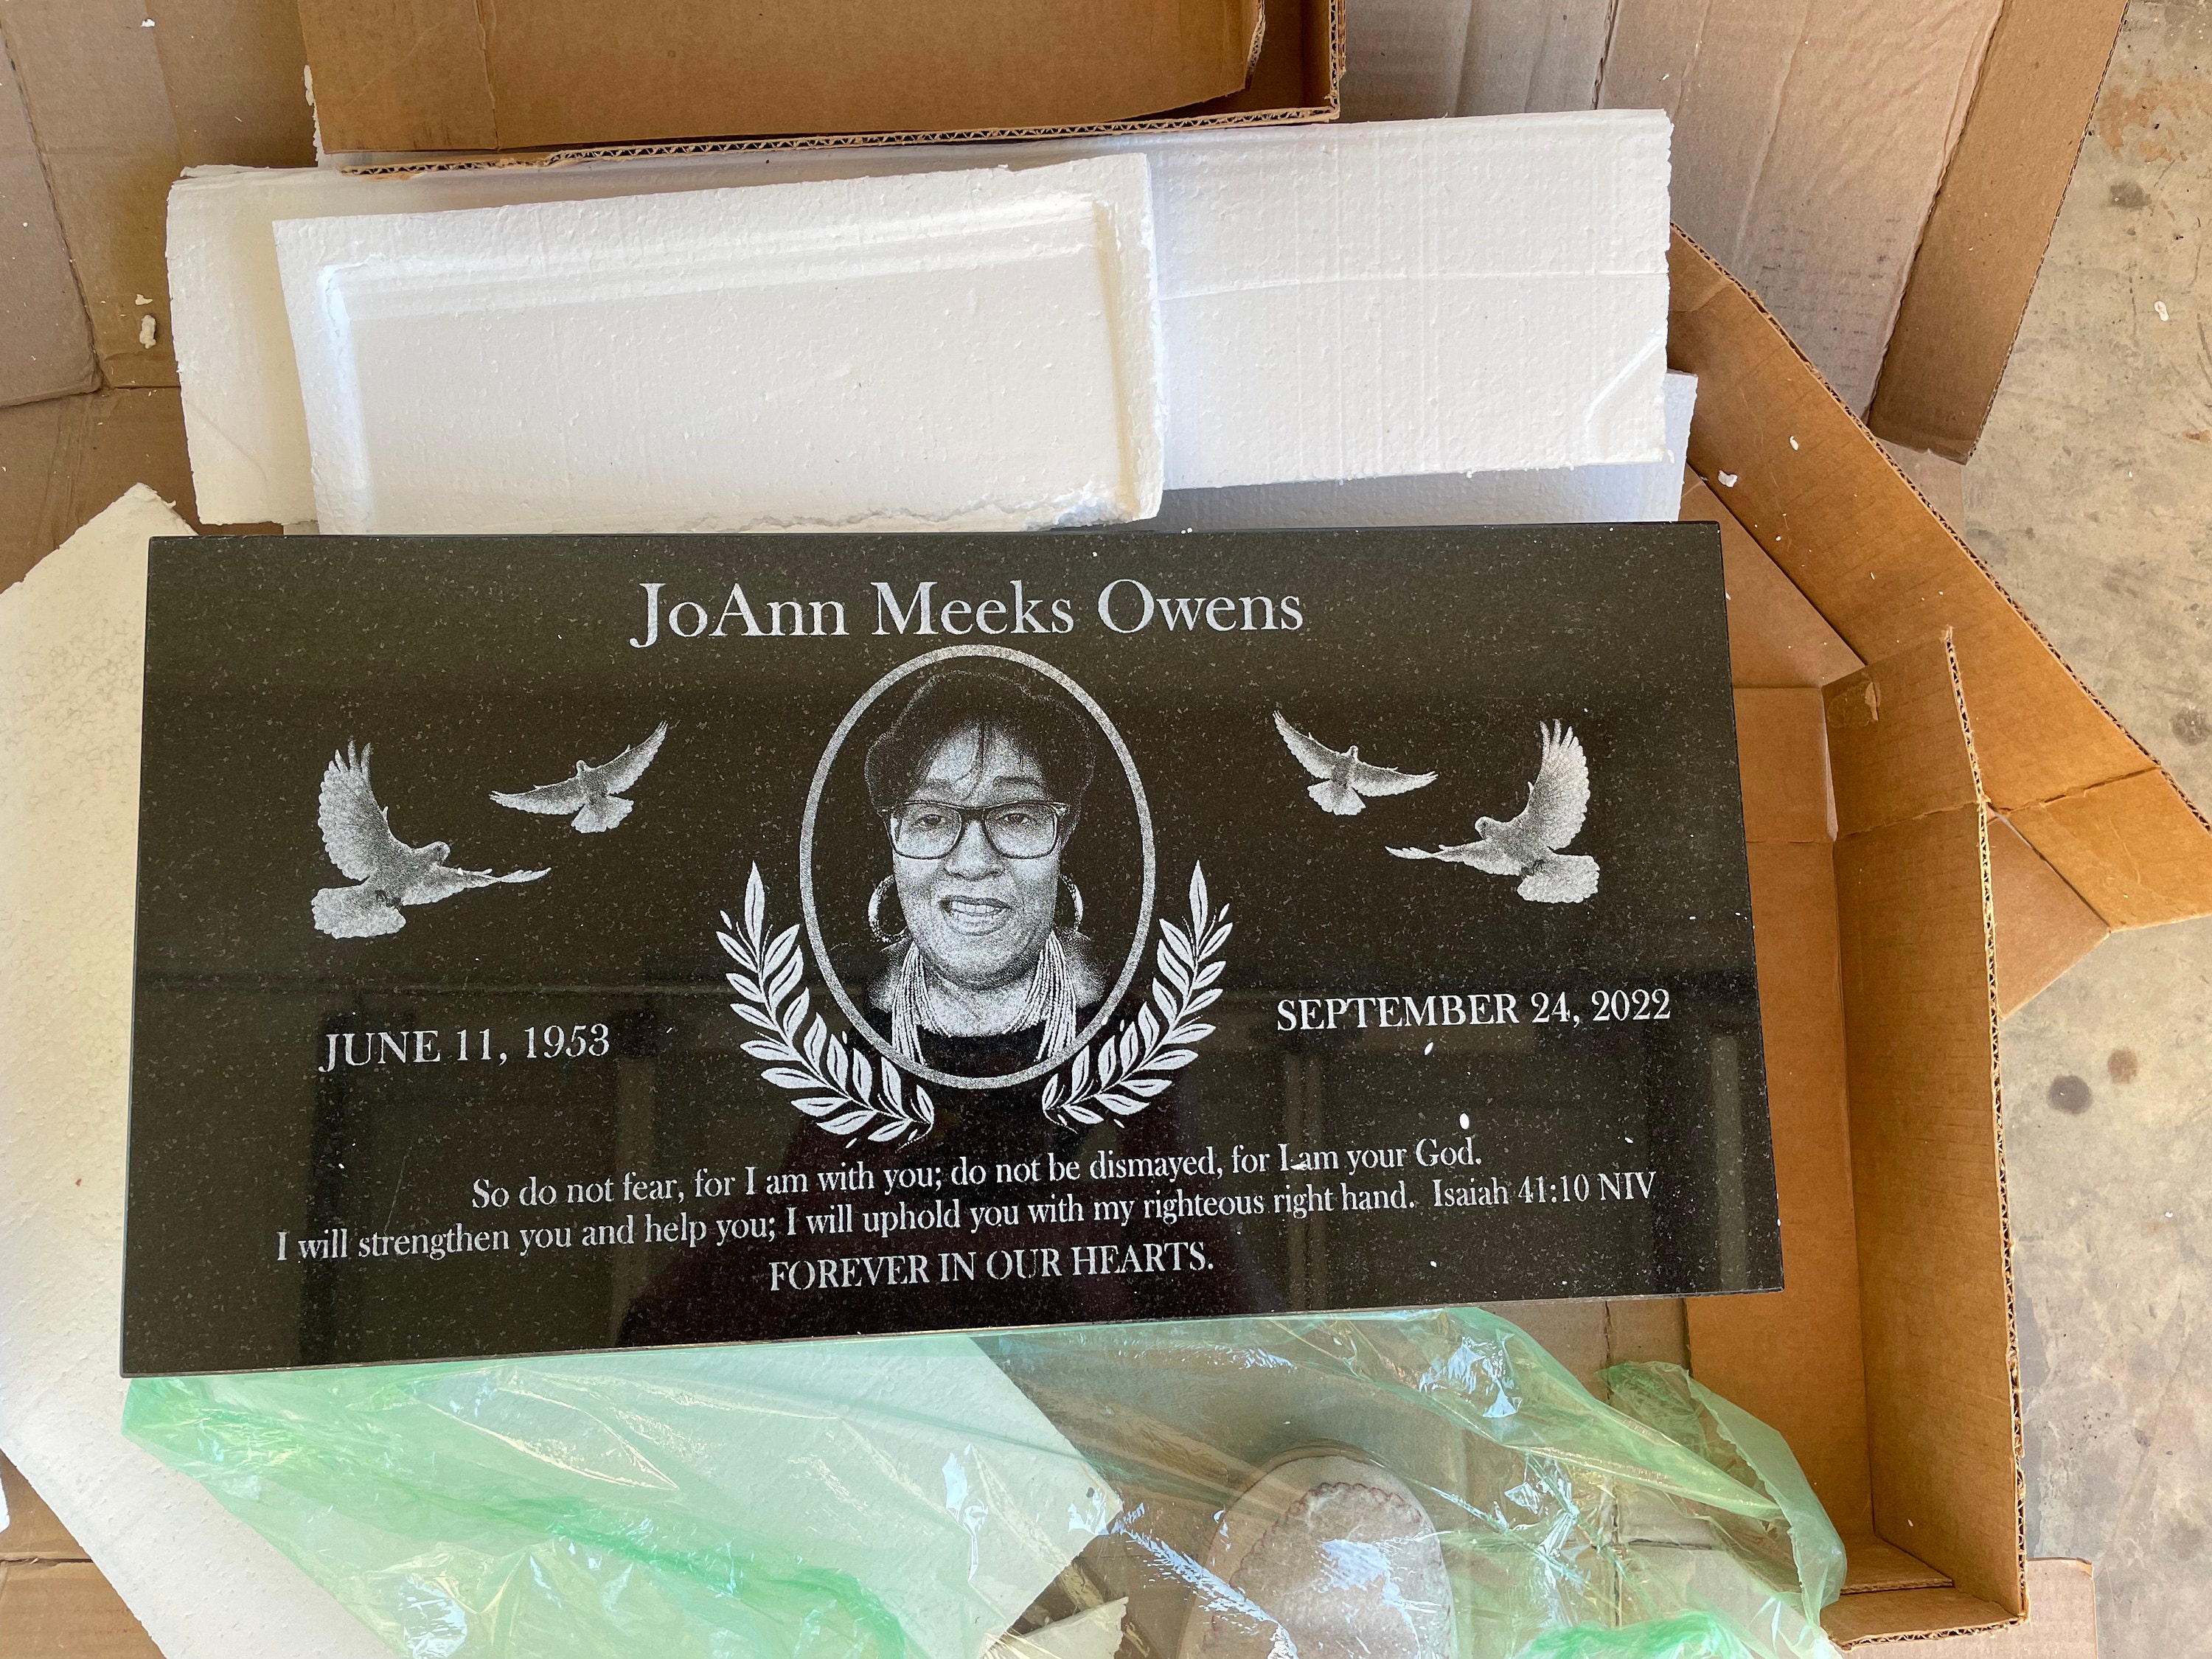 JoAnn Meeks Owens
JUNE 11, 1953
SEPTEMBER 24, 2022
So do not fear, for I am with you; do not be dismayed, for I am your God.
I will strengthen you and help you; I will uphold you with my righteous right hand. Isaiah 41:10 NIV
FOREVER IN OUR HEARTS.